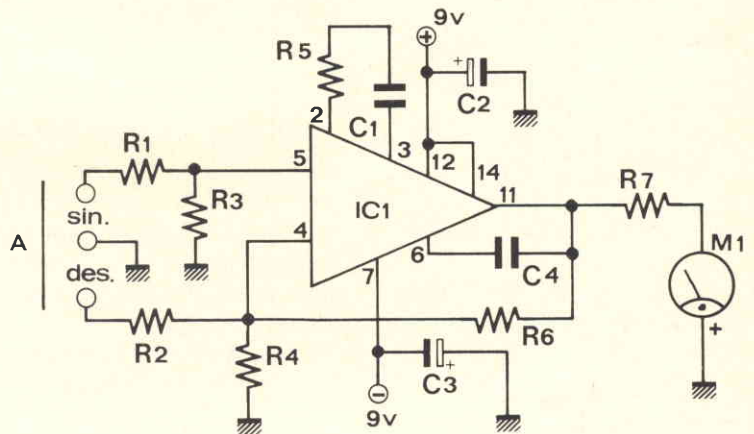 9v
R5
+
C2
2
C1
R1
5
3
12
14
11
R7
sin.
R3
IC1
A
4
6
M1
des.
7
C4
+
R2
R4
R6
C3
+
9v